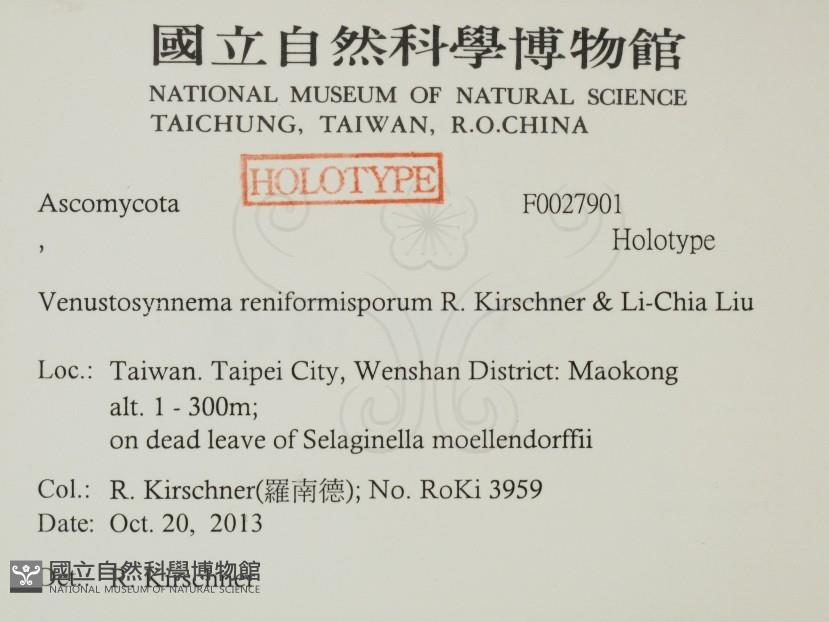 國立自然科學博物館
NATIONAL MUSEUM OF NATURAL SCIENCE
TAICHUNG, TAIWAN, R.O.CHINA
HOLOTYPE
Ascomycota F0027901
, Holotype
Venustosynnema reniformisporum R. Kirschner & Li-Chia Liu
Loc.: Taiwan. Taipei City, Wenshan District: Maokong
alt. 1 - 300m;
on dead leave of Selaginella moellendorffii
Col.: R. Kirschner(羅南德); No. RoKi 3959
Date: Oct. 20, 2013
Det.: R. Kirschner
國立自然科學博物館
NATIONAL MUSEUM OF NATURAL SCIENCE